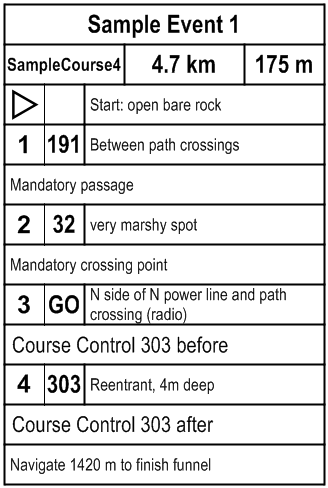 Sample Event 1
SampleCourse4 4.7 km 175 m
Start: open bare rock
1 191 Between path crossings
Mandatory passage
2 32 very marshy spot
Mandatory crossing point
3 GO N side of N power line and path
crossing (radio)
Course Control 303 before
4 303 Reentrant, 4m deep
Course Control 303 after
Navigate 1420 m to finish funnel